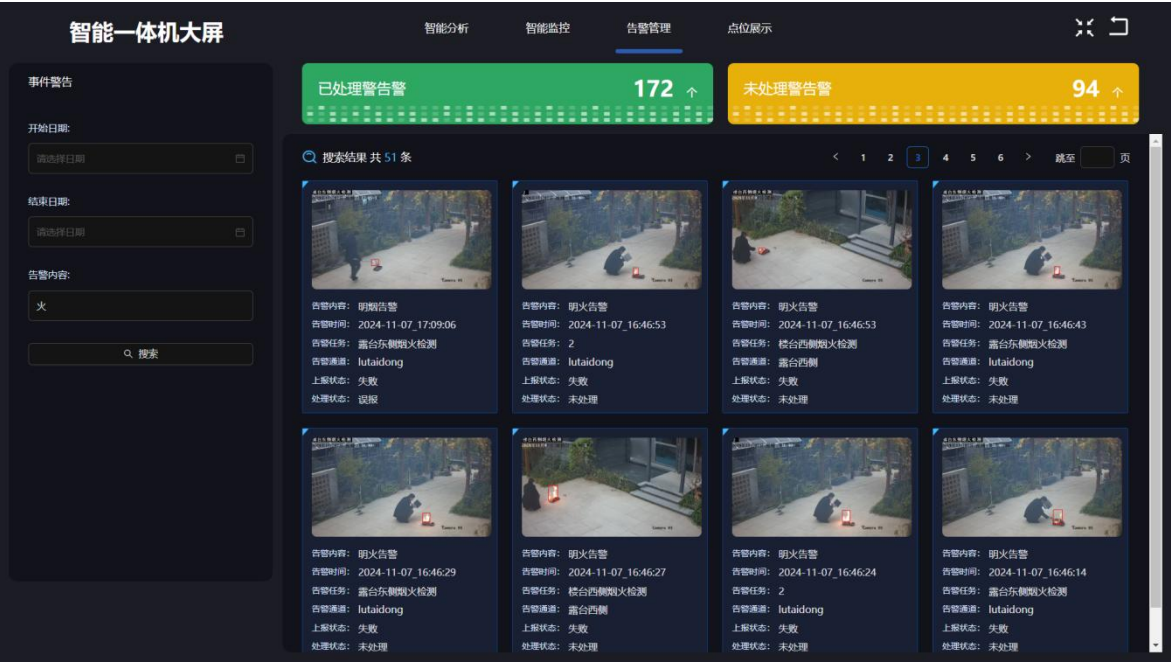 智能一体机大屏
智能分析 智能监控 告警管理 点位展示
事件警告
开始日期:
请选择日期
结束日期:
请选择日期
告警内容:
火
搜索
已处理警告警 172
未处理警告警 94
搜索结果 共 51 条
< 1 2 3 4 5 6 > 跳至 页
告警内容: 明烟告警
告警时间: 2024-11-07_17:09:06
告警任务: 露台东侧烟火检测
告警通道: lutaidong
上报状态: 失败
处理状态: 误报
告警内容: 明火告警
告警时间: 2024-11-07_16:46:53
告警任务: 2
告警通道: lutaidong
上报状态: 失败
处理状态: 未处理
告警内容: 明火告警
告警时间: 2024-11-07_16:46:53
告警任务: 楼台西侧烟火检测
告警通道: 露台西侧
上报状态: 失败
处理状态: 未处理
告警内容: 明火告警
告警时间: 2024-11-07_16:46:43
告警任务: 露台东侧烟火检测
告警通道: lutaidong
上报状态: 失败
处理状态: 未处理
告警内容: 明火告警
告警时间: 2024-11-07_16:46:29
告警任务: 露台东侧烟火检测
告警通道: lutaidong
上报状态: 失败
处理状态: 未处理
告警内容: 明火告警
告警时间: 2024-11-07_16:46:27
告警任务: 楼台西侧烟火检测
告警通道: 露台西侧
上报状态: 失败
处理状态: 未处理
告警内容: 明火告警
告警时间: 2024-11-07_16:46:24
告警任务: 2
告警通道: lutaidong
上报状态: 失败
处理状态: 未处理
告警内容: 明火告警
告警时间: 2024-11-07_16:46:14
告警任务: 露台东侧烟火检测
告警通道: lutaidong
上报状态: 失败
处理状态: 未处理